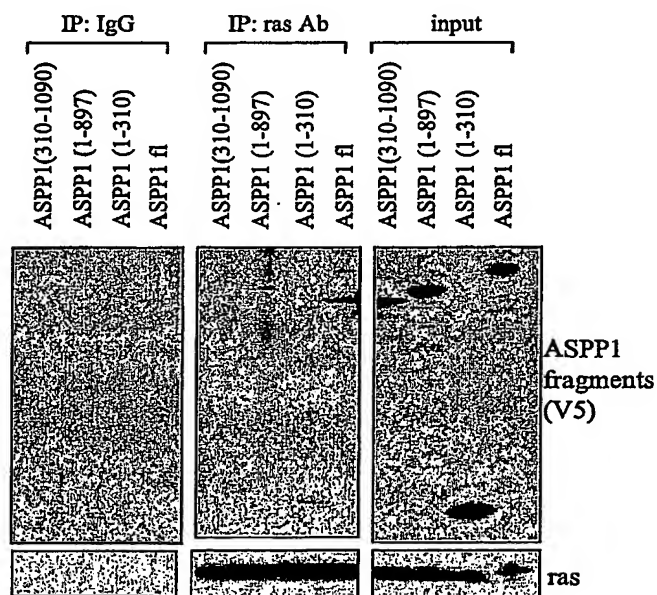 IP: IgG
IP: ras Ab
input
ASPP1(310-1090)
ASPP1 (1-897)
ASPP1 (1-310)
ASPP1 fl
ASPP1(310-1090)
ASPP1 (1-897)
ASPP1 (1-310)
ASPP1 fl
ASPP1(310-1090)
ASPP1 (1-897)
ASPP1 (1-310)
ASPP1 fl
ASPP1
fragments
(V5)
ras